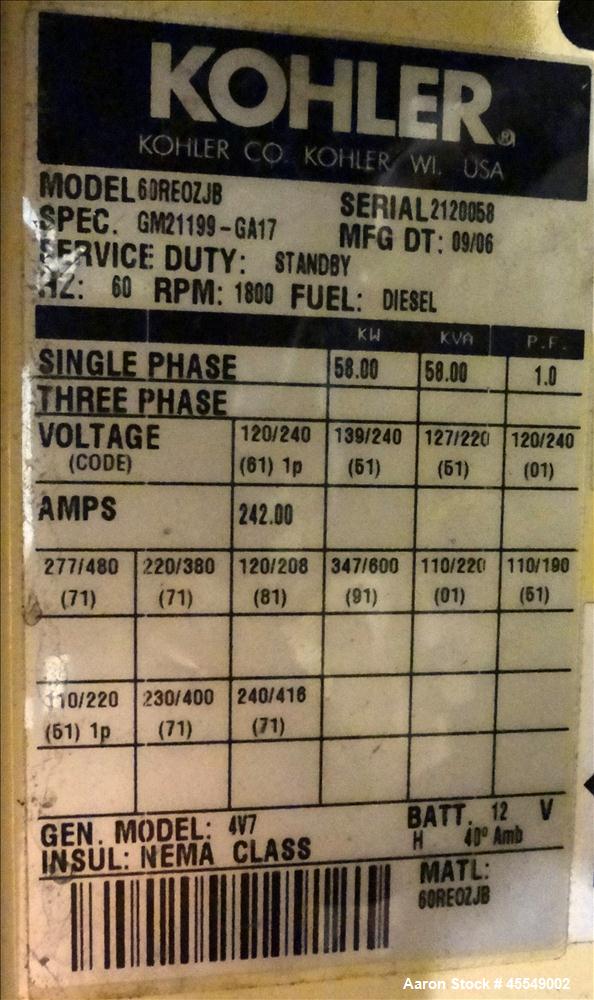 KOHLER®
KOHLER CO. KOHLER, WI. USA
MODEL 60REOZJB SERIAL 2120058
SPEC. GM21199-GA17 MFG DT: 09/06
SERVICE DUTY: STANDBY
HZ: 60 RPM: 1800 FUEL: DIESEL
KW KVA P.F.
SINGLE PHASE 58.00 58.00 1.0
THREE PHASE
VOLTAGE 120/240 139/240 127/220 120/240
(CODE) (61) 1p (51) (51) (01)
AMPS 242.00
277/480 220/380 120/208 347/600 110/220 110/190
(71) (71) (81) (91) (01) (51)
110/220 230/400 240/416
(61) 1p (71) (71)
GEN. MODEL: 4V7 BATT. 12 V
INSUL: NEMA CLASS H 40° Amb
MATL:
60REOZJB
Aaron Stock # 45549002